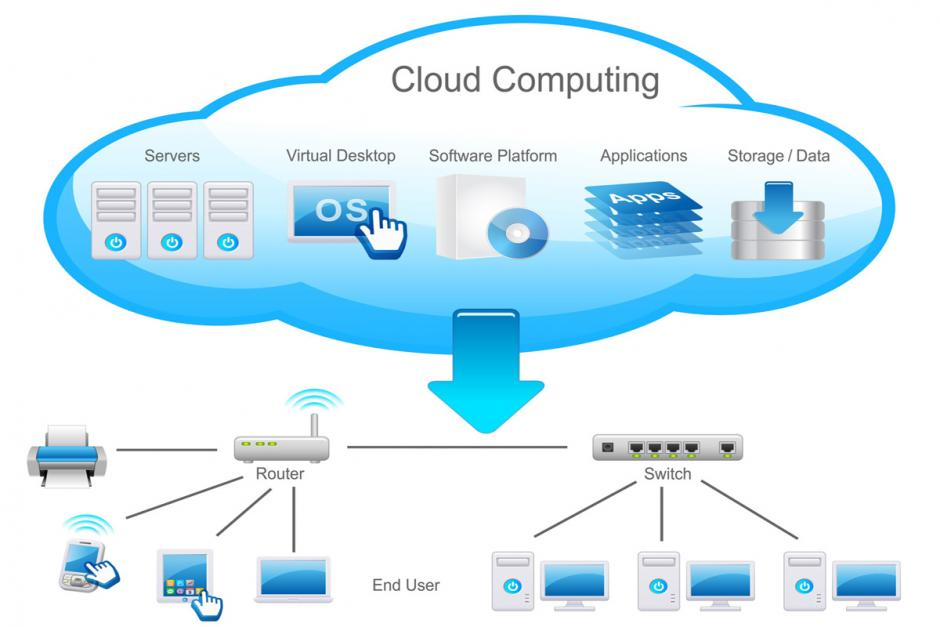 Cloud Computing
Servers
Virtual Desktop
Software Platform
Applications
Storage / Data
OS
Apps
Router
Switch
End User